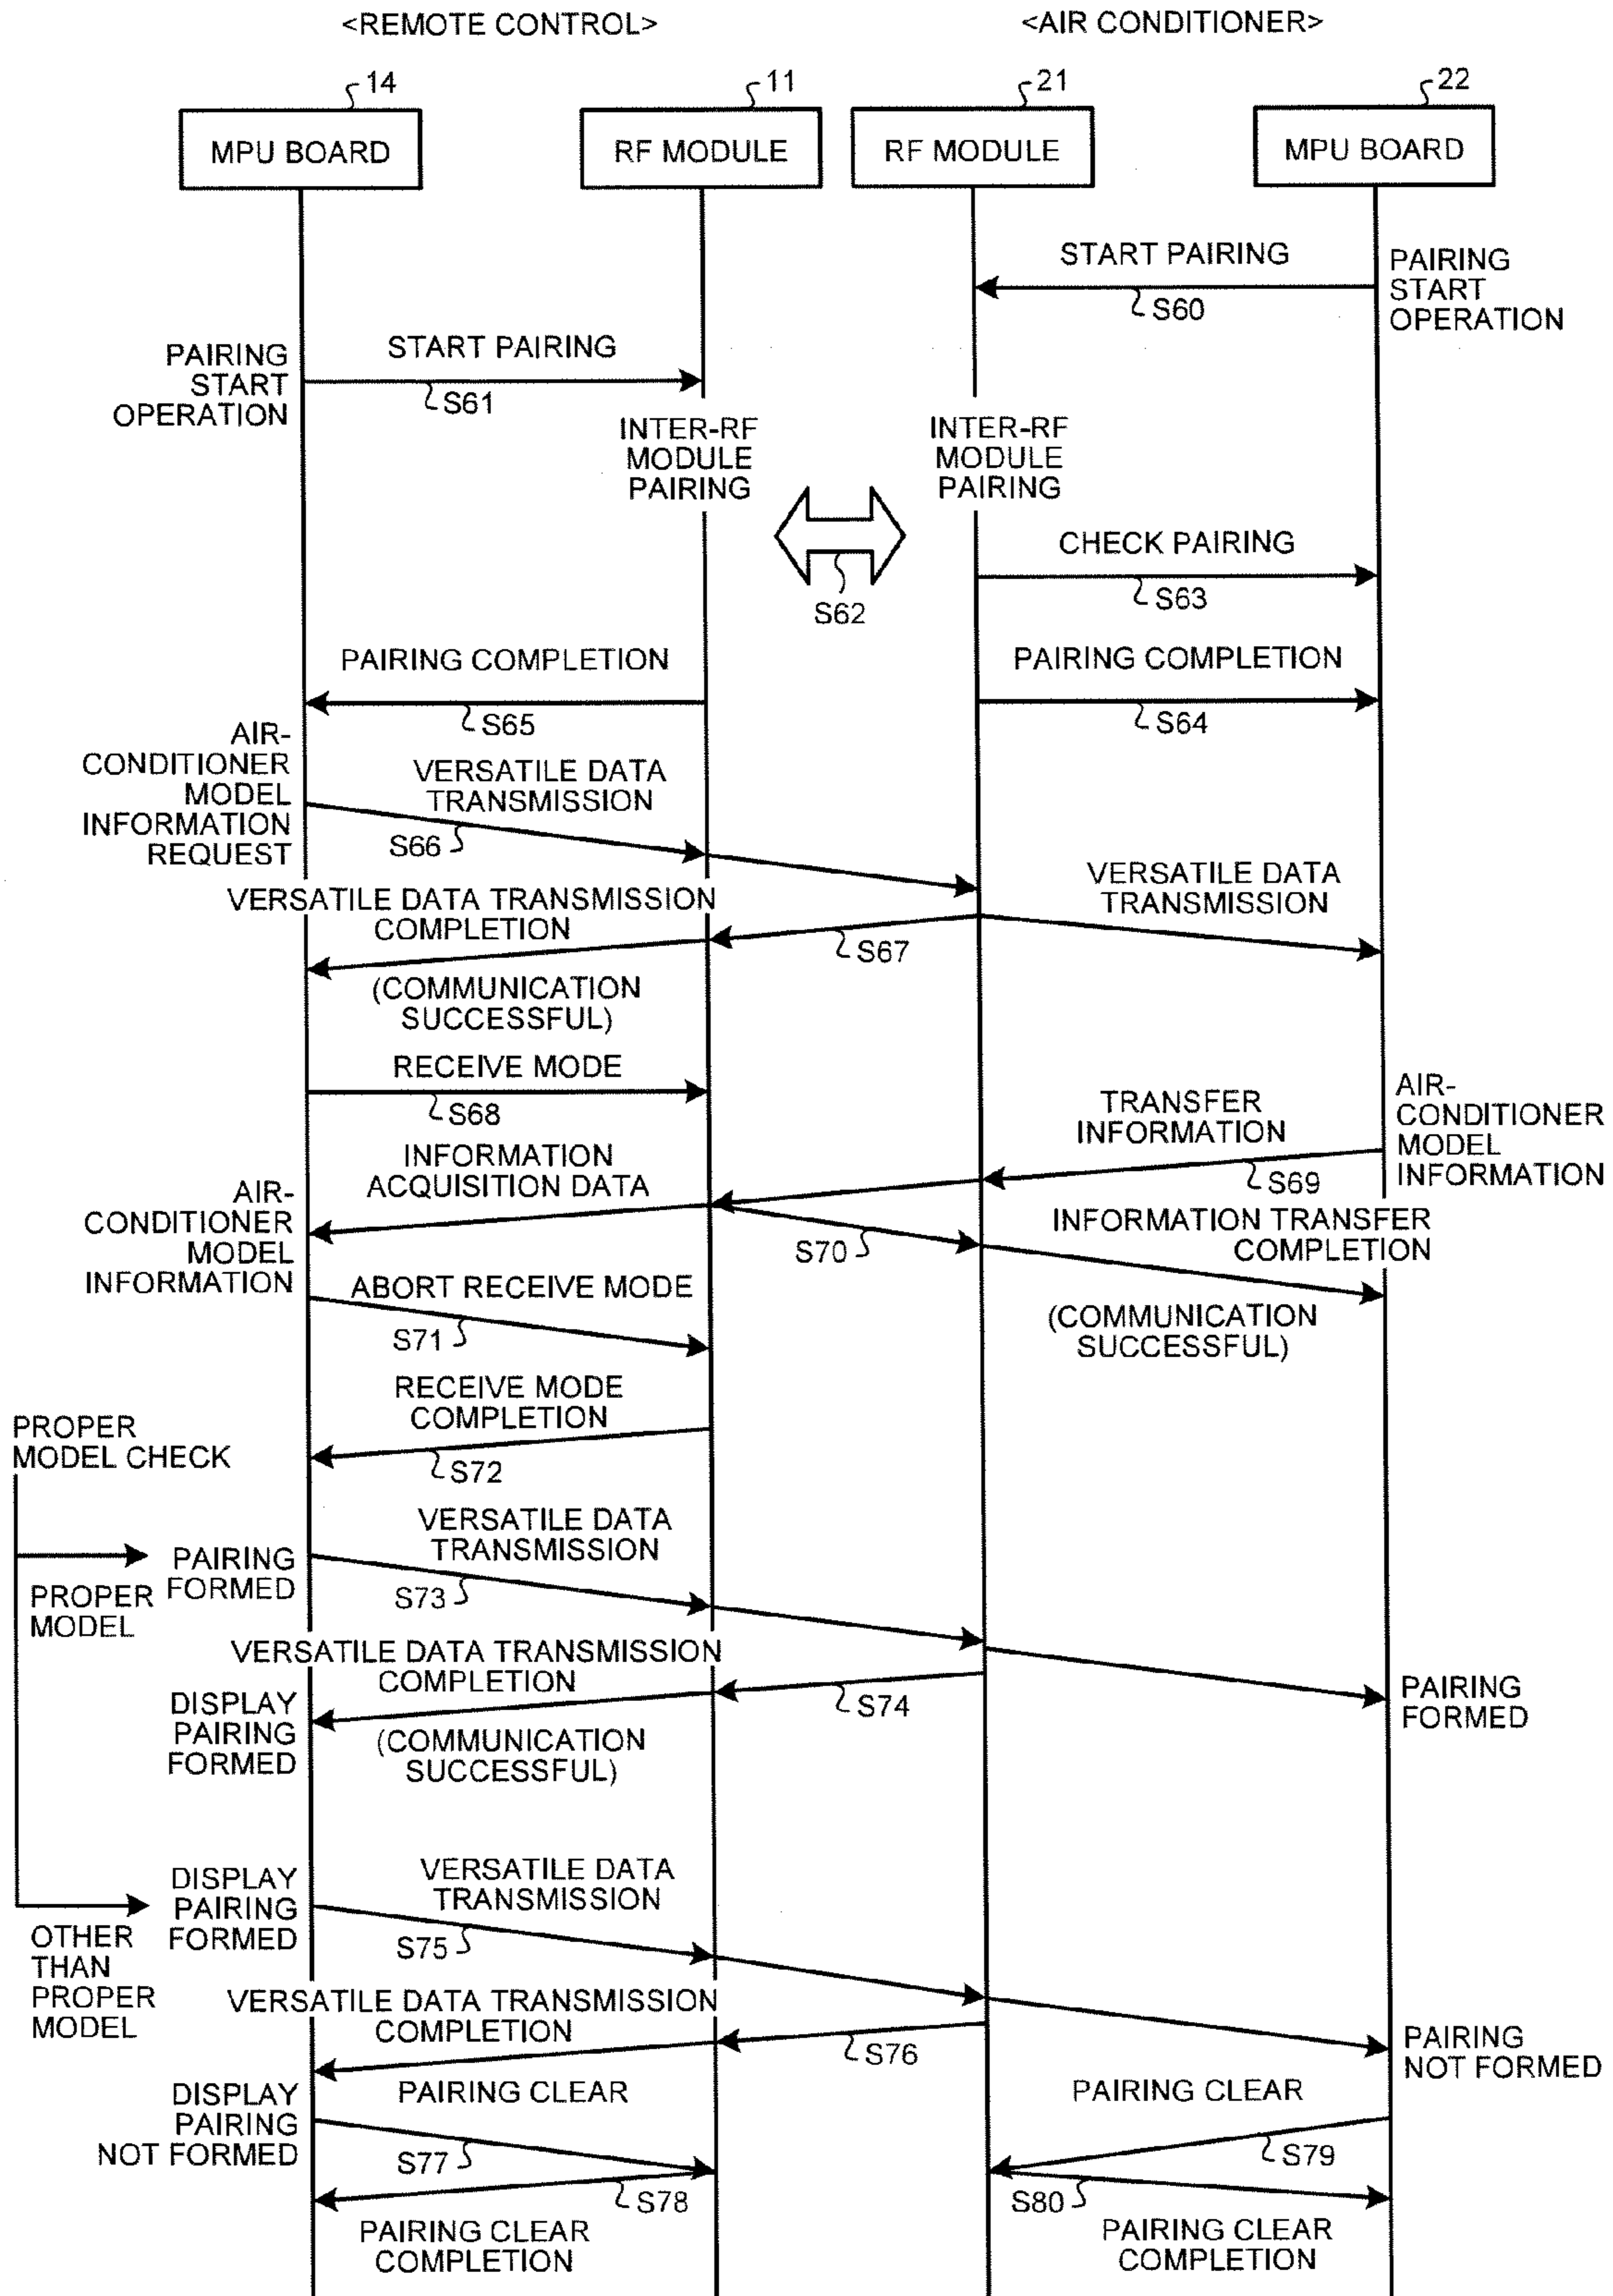 <REMOTE CONTROL>
<AIR CONDITIONER>
14
11
21
22
MPU BOARD
RF MODULE
RF MODULE
MPU BOARD
START PAIRING
S60
PAIRING
START
OPERATION
PAIRING
START
OPERATION
START PAIRING
S61
INTER-RF
MODULE
PAIRING
INTER-RF
MODULE
PAIRING
S62
CHECK PAIRING
S63
PAIRING COMPLETION
S65
PAIRING COMPLETION
S64
AIR-
CONDITIONER
MODEL
INFORMATION
REQUEST
VERSATILE DATA
TRANSMISSION
S66
VERSATILE DATA
TRANSMISSION
VERSATILE DATA TRANSMISSION
COMPLETION
S67
(COMMUNICATION
SUCCESSFUL)
RECEIVE MODE
S68
AIR-
CONDITIONER
MODEL
INFORMATION
TRANSFER
INFORMATION
S69
INFORMATION
ACQUISITION DATA
AIR-
CONDITIONER
MODEL
INFORMATION
S70
INFORMATION TRANSFER
COMPLETION
(COMMUNICATION
SUCCESSFUL)
ABORT RECEIVE MODE
S71
RECEIVE MODE
COMPLETION
S72
PROPER
MODEL CHECK
PROPER
MODEL
PAIRING
FORMED
VERSATILE DATA
TRANSMISSION
S73
VERSATILE DATA TRANSMISSION
COMPLETION
S74
PAIRING
FORMED
DISPLAY
PAIRING
FORMED
(COMMUNICATION
SUCCESSFUL)
OTHER
THAN
PROPER
MODEL
DISPLAY
PAIRING
FORMED
VERSATILE DATA
TRANSMISSION
S75
VERSATILE DATA TRANSMISSION
COMPLETION
S76
PAIRING
NOT FORMED
DISPLAY
PAIRING
NOT FORMED
PAIRING CLEAR
S77
PAIRING CLEAR
S79
S78
S80
PAIRING CLEAR
COMPLETION
PAIRING CLEAR
COMPLETION